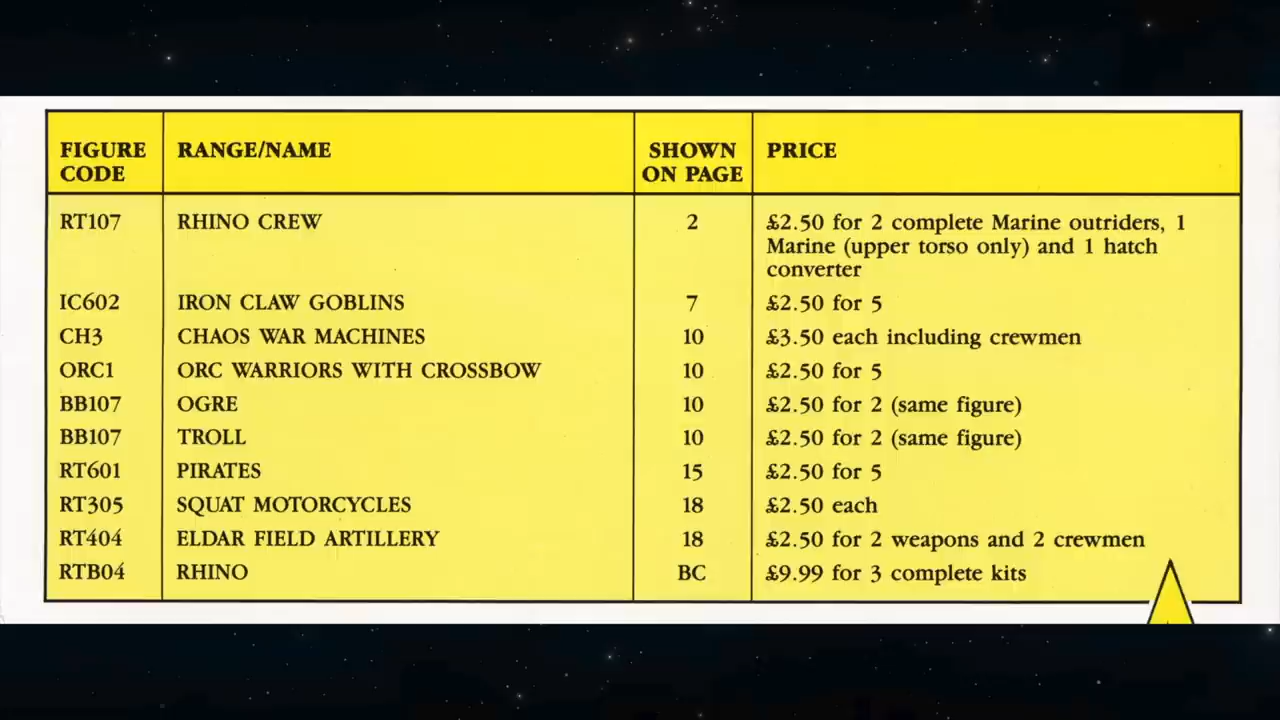 FIGURE CODE RANGE/NAME SHOWN ON PAGE PRICE
RT107 RHINO CREW 2 £2.50 for 2 complete Marine outriders, 1
Marine (upper torso only) and 1 hatch
converter
IC602 IRON CLAW GOBLINS 7 £2.50 for 5
CH3 CHAOS WAR MACHINES 10 £3.50 each including crewmen
ORC1 ORC WARRIORS WITH CROSSBOW 10 £2.50 for 5
BB107 OGRE 10 £2.50 for 2 (same figure)
BB107 TROLL 10 £2.50 for 2 (same figure)
RT601 PIRATES 15 £2.50 for 5
RT305 SQUAT MOTORCYCLES 18 £2.50 each
RT404 ELDAR FIELD ARTILLERY 18 £2.50 for 2 weapons and 2 crewmen
RTB04 RHINO BC £9.99 for 3 complete kits